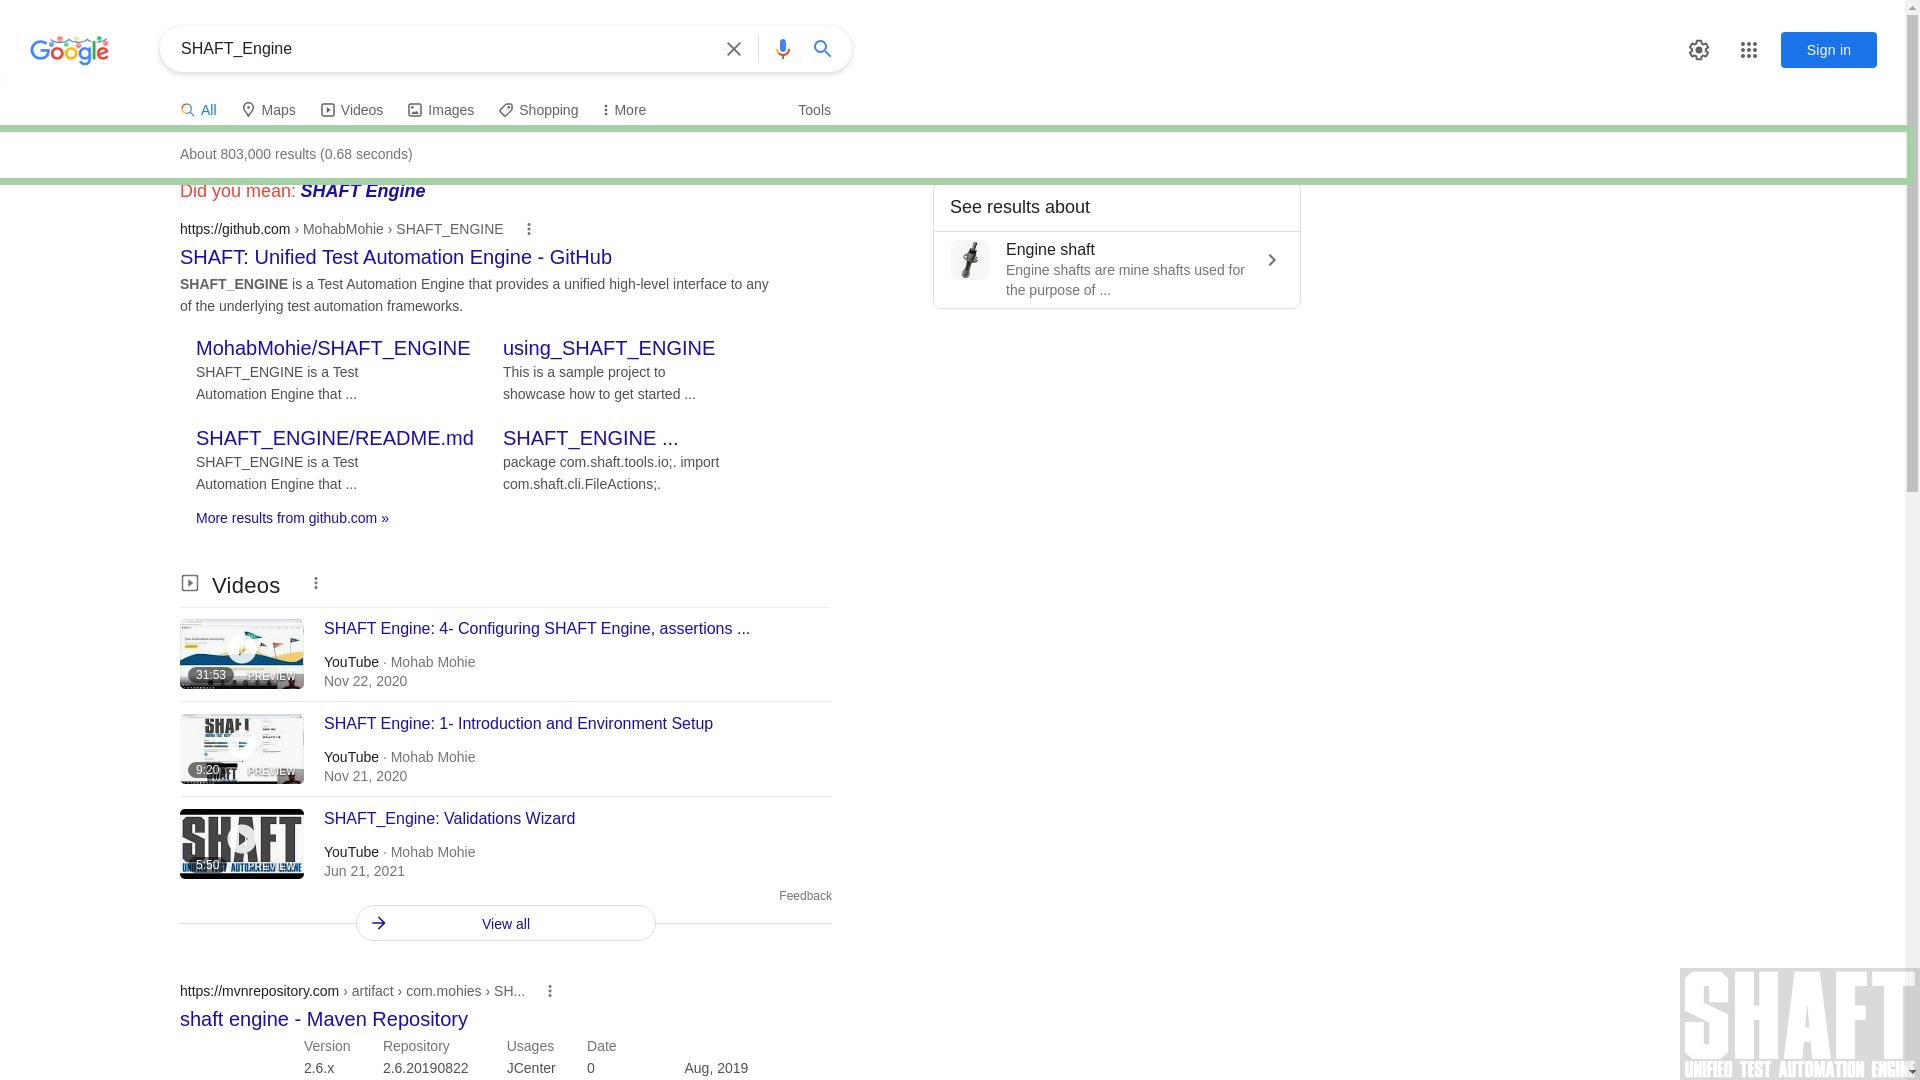 Google
SHAFT_Engine
Sign in
All
Maps
Videos
Images
Shopping
More
Tools
About 803,000 results (0.68 seconds)
Did you mean: SHAFT Engine
https://github.com › MohabMohie › SHAFT_ENGINE
SHAFT: Unified Test Automation Engine - GitHub
SHAFT_ENGINE is a Test Automation Engine that provides a unified high-level interface to any
of the underlying test automation frameworks.
MohabMohie/SHAFT_ENGINE
SHAFT_ENGINE is a Test
Automation Engine that ...
using_SHAFT_ENGINE
This is a sample project to
showcase how to get started ...
SHAFT_ENGINE/README.md
SHAFT_ENGINE is a Test
Automation Engine that ...
SHAFT_ENGINE ...
package com.shaft.tools.io;. import
com.shaft.cli.FileActions;.
More results from github.com »
See results about
Engine shaft
Engine shafts are mine shafts used for
the purpose of ...
Videos
31:53
PREVIEW
SHAFT Engine: 4- Configuring SHAFT Engine, assertions ...
YouTube · Mohab Mohie
Nov 22, 2020
SHAFT
9:20
PREVIEW
SHAFT Engine: 1- Introduction and Environment Setup
YouTube · Mohab Mohie
Nov 21, 2020
SHAFT
UNIFIED TEST AUTOMATION ENGINE
5:50
PREVIEW
SHAFT_Engine: Validations Wizard
YouTube · Mohab Mohie
Jun 21, 2021
Feedback
View all
https://mvnrepository.com › artifact › com.mohies › SH...
shaft engine - Maven Repository
Version Repository Usages Date
2.6.x 2.6.20190822 JCenter 0 Aug, 2019
SHAFT
UNIFIED TEST AUTOMATION ENGINE